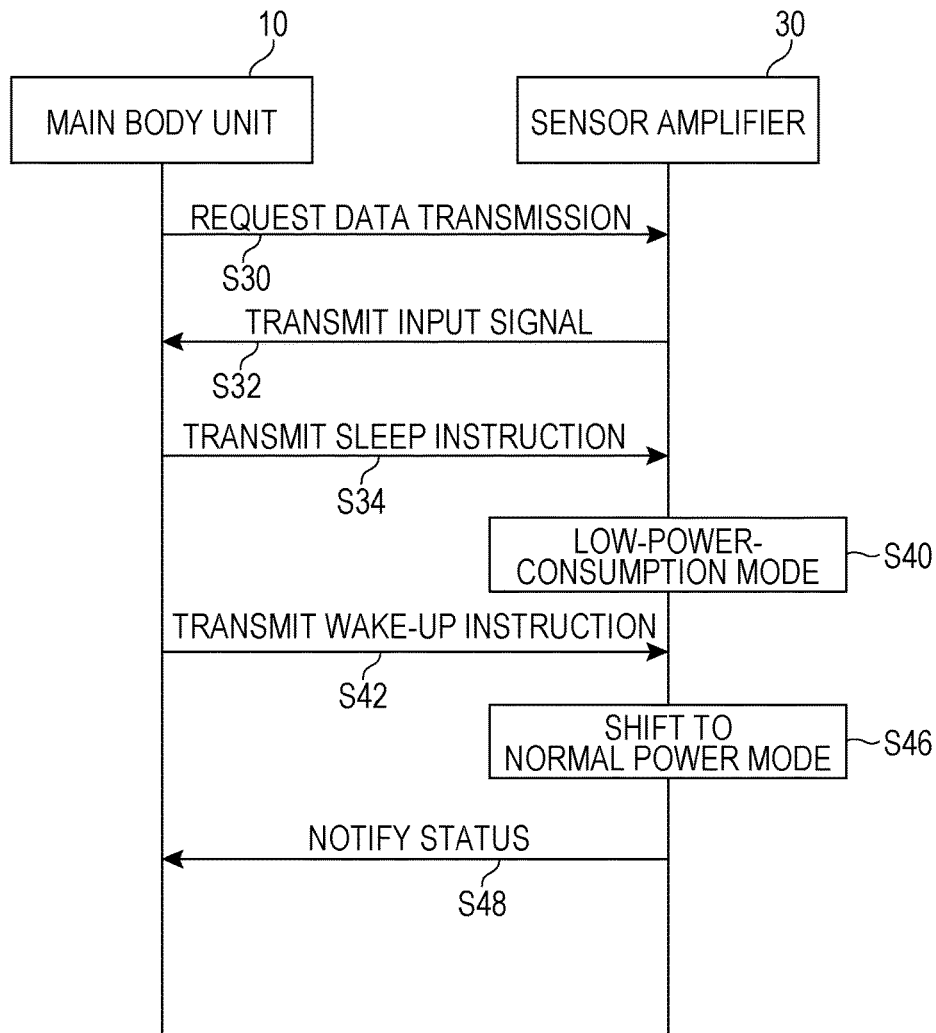 10
30
MAIN BODY UNIT
SENSOR AMPLIFIER
REQUEST DATA TRANSMISSION
S30
TRANSMIT INPUT SIGNAL
S32
TRANSMIT SLEEP INSTRUCTION
S34
LOW-POWER-
CONSUMPTION MODE
S40
TRANSMIT WAKE-UP INSTRUCTION
S42
SHIFT TO
NORMAL POWER MODE
S46
NOTIFY STATUS
S48